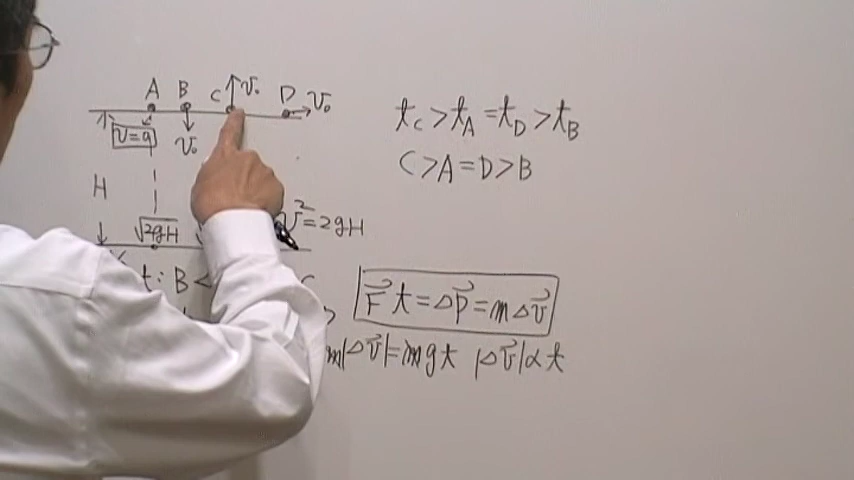 A B C v₀ D v₀
v=0 v₀
H
√2gH v²=2gH
t: B <
t_C > t_A = t_D > t_B
C > A = D > B
F⃗ t = Δp⃗ = mΔv⃗
m|Δv⃗| = mgt |Δv⃗| ∝ t